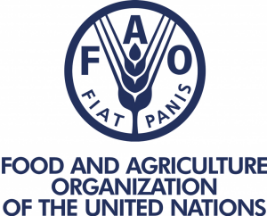 F A O
FIAT PANIS
FOOD AND AGRICULTURE
ORGANIZATION
OF THE UNITED NATIONS